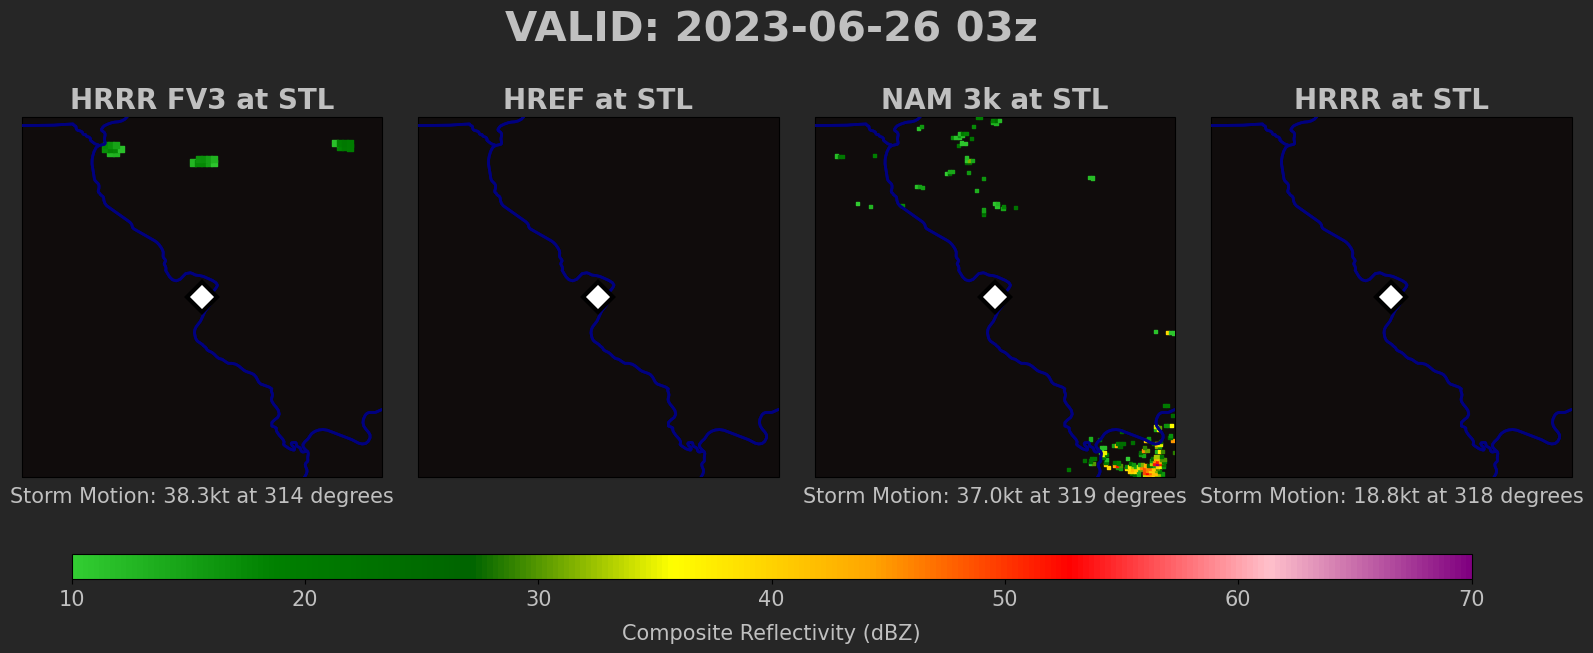 VALID: 2023-06-26 03z
HRRR FV3 at STL
HREF at STL
NAM 3k at STL
HRRR at STL
Storm Motion: 38.3kt at 314 degrees
Storm Motion: 37.0kt at 319 degrees
Storm Motion: 18.8kt at 318 degrees
10 20 30 40 50 60 70
Composite Reflectivity (dBZ)